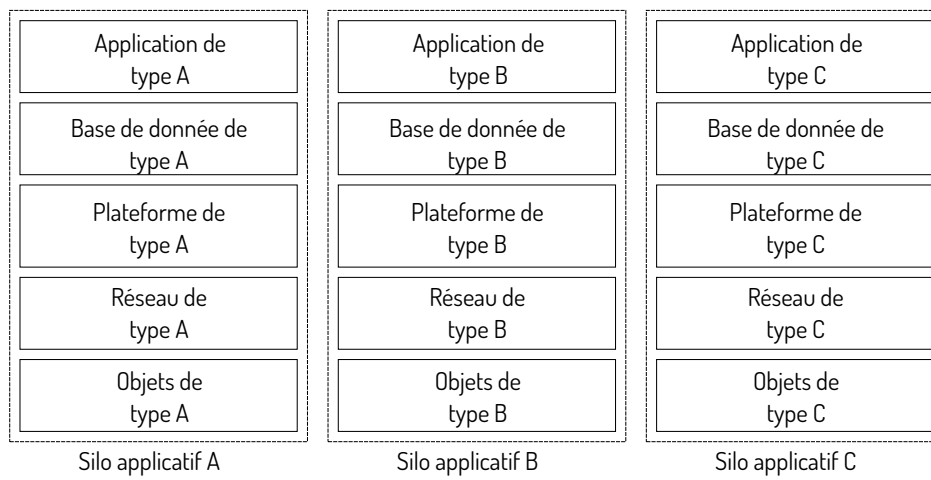 Application de
type A
Base de donnée de
type A
Plateforme de
type A
Réseau de
type A
Objets de
type A
Silo applicatif A
Application de
type B
Base de donnée de
type B
Plateforme de
type B
Réseau de
type B
Objets de
type B
Silo applicatif B
Application de
type C
Base de donnée de
type C
Plateforme de
type C
Réseau de
type C
Objets de
type C
Silo applicatif C